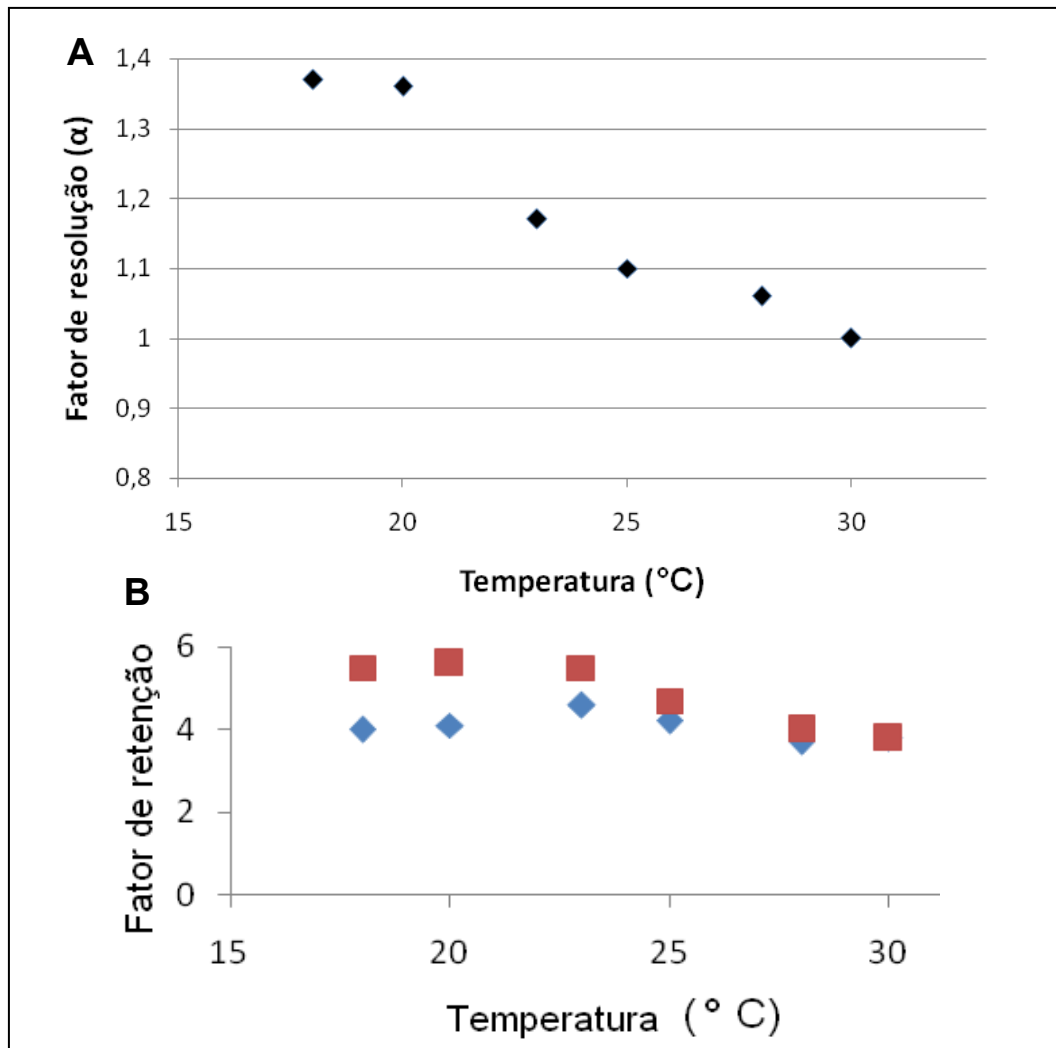 A
Fator de resolução (α)
1,4
1,3
1,2
1,1
1
0,9
0,8
15 20 25 30
Temperatura (°C)
B
Fator de retenção
6
4
2
0
15 20 25 30
Temperatura (° C)